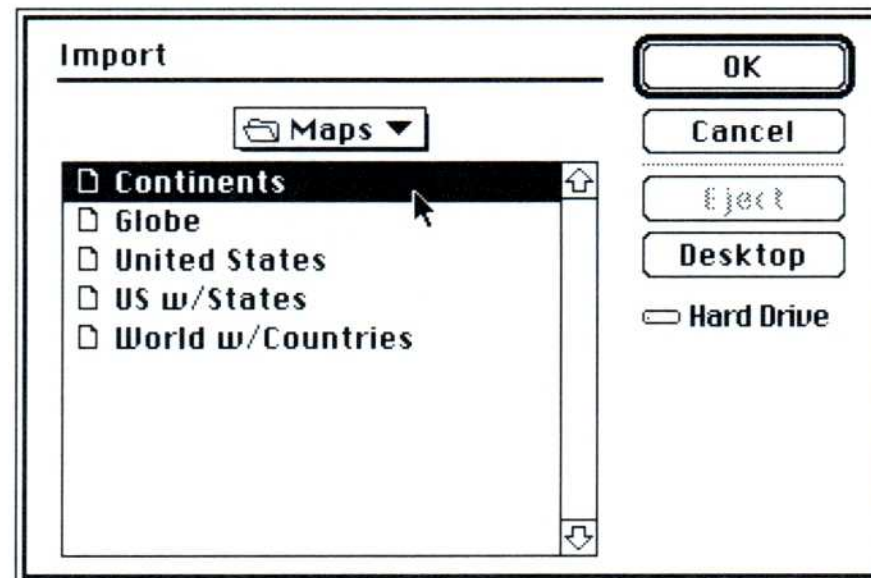 Import
Maps
Continents
Globe
United States
US w/States
World w/Countries
OK
Cancel
Eject
Desktop
Hard Drive